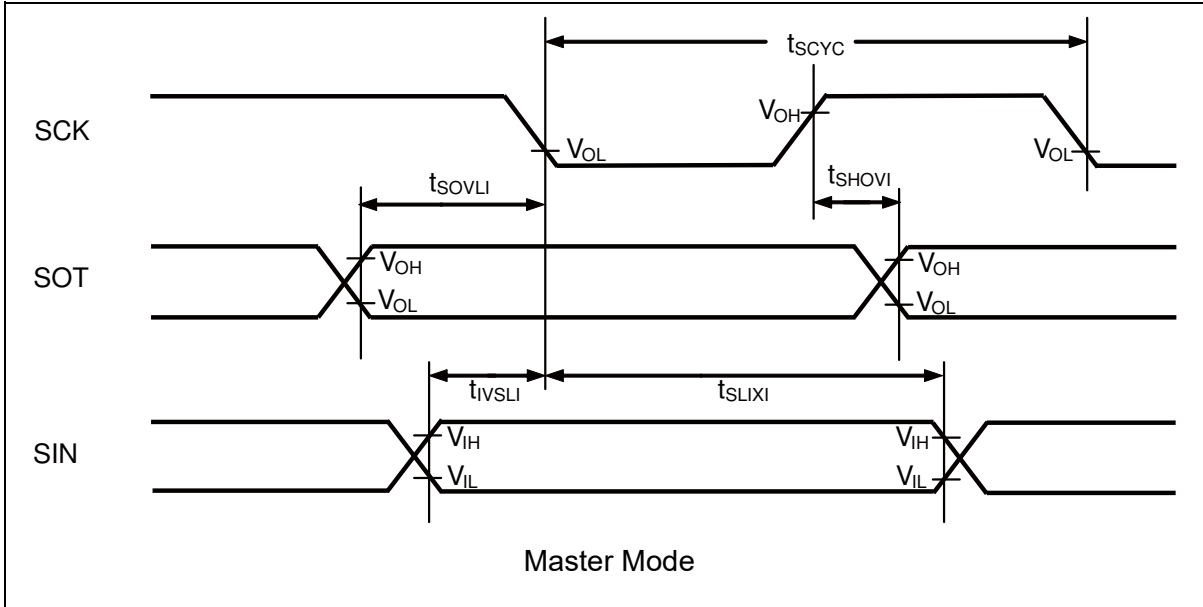 tSCYC
SCK
VOH
VOL
VOL
tSOVLI
tSHOVI
SOT
VOH
VOL
VOH
VOL
tIVSLI
tSLIXI
SIN
VIH
VIL
VIH
VIL
Master Mode